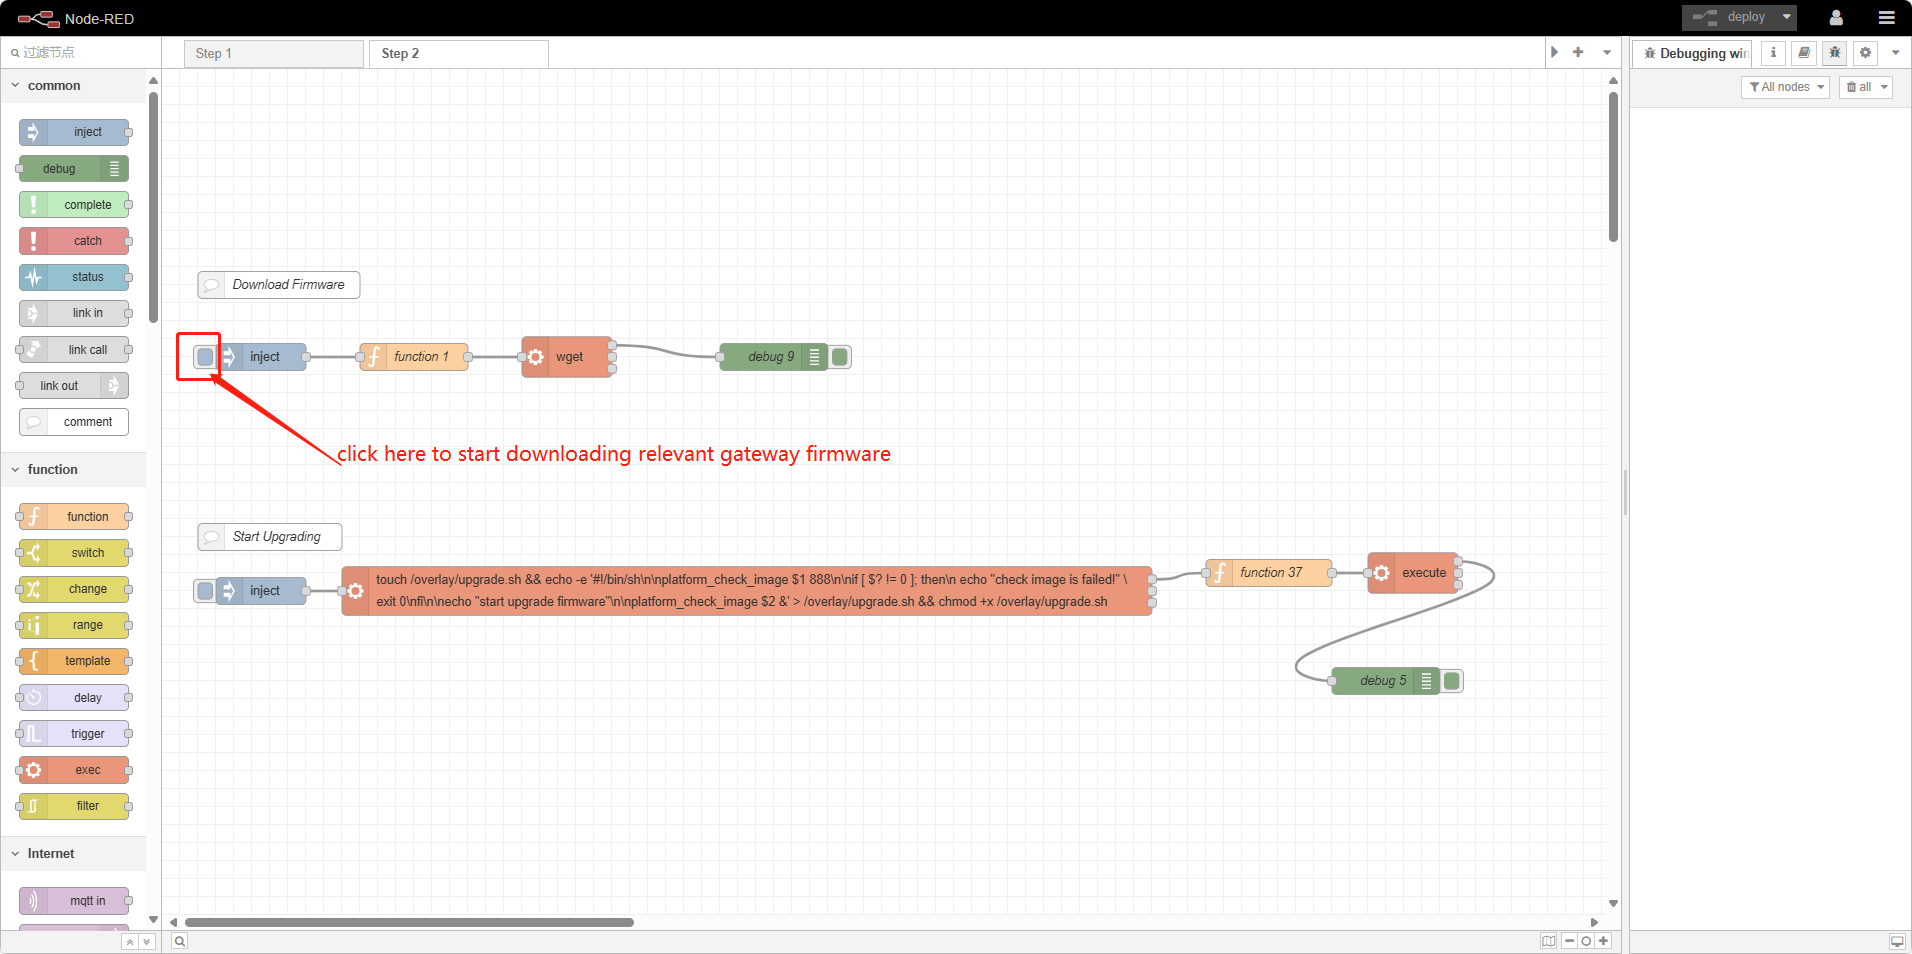 Node-RED
deploy
过滤节点
Step 1
Step 2
Debugging win
All nodes
all
common
inject
debug
complete
catch
status
link in
link call
link out
comment
function
function
switch
change
range
template
delay
trigger
exec
filter
Internet
mqtt in
Download Firmware
inject
function 1
wget
debug 9
click here to start downloading relevant gateway firmware
Start Upgrading
inject
touch /overlay/upgrade.sh && echo -e '#!/bin/sh\n\nplatform_check_image $1 888\n\nif [ $? != 0 ]; then\n echo "check image is failed!" \
exit 0\nfi\n\necho "start upgrade firmware"\n\nplatform_check_image $2 &' > /overlay/upgrade.sh && chmod +x /overlay/upgrade.sh
function 37
execute
debug 5